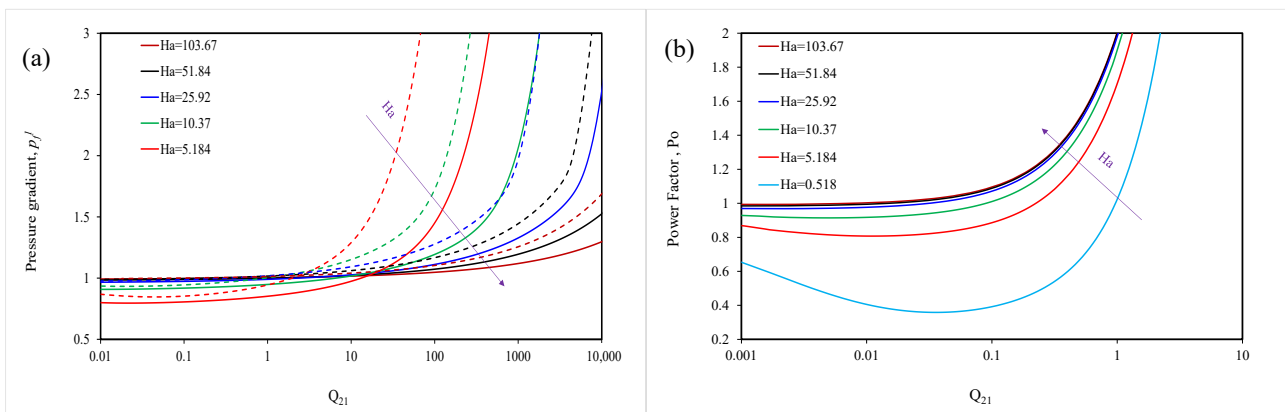 (a)
3
2.5
2
1.5
1
0.5
Pressure gradient, p_f^l
Ha=103.67
Ha=51.84
Ha=25.92
Ha=10.37
Ha=5.184
Ha
0.01 0.1 1 10 100 1000 10,000
Q21
(b)
2
1.8
1.6
1.4
1.2
1
0.8
0.6
0.4
0.2
Power Factor , Po
Ha=103.67
Ha=51.84
Ha=25.92
Ha=10.37
Ha=5.184
Ha=0.518
Ha
0.001 0.01 0.1 1 10
Q21